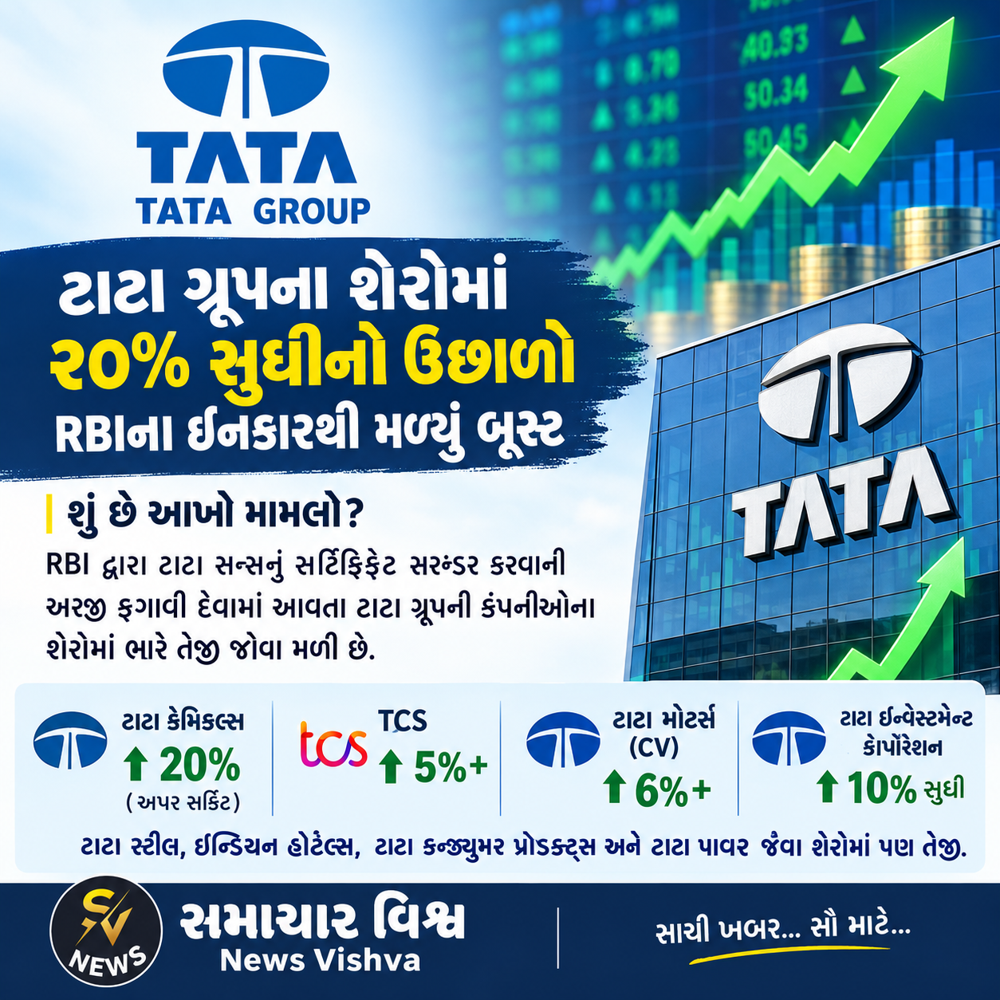 TATA
TATA GROUP
40.93
50.34
50.45
ટાટા ગ્રૂપના શેરોમાં
૨૦% સુધીનો ઉછાળો
RBIના ઈનકારથી મળ્યું બૂસ્ટ
TATA
શું છે આખો મામલો?
RBI દ્વારા ટાટા સન્સનું સર્ટિફિફેટ સરન્ડર કરવાની
અરજી ફગાવી દેવામાં આવતા ટાટા ગ્રૂપની કંપનીઓના
શેરોમાં ભારે તેજી જોવા મળી છે.
ટાટા કેમિકલ્સ
20%
(અપર સર્કિટ)
tcs
TCS
5%+
ટાટા મોટર્સ
(CV)
6%+
ટાટા ઈન્વેસ્ટમેન્ટ
કોર્પોરેશન
10% સુધી
ટાટા સ્ટીલ, ઈન્ડિયન હોટેલ્સ, ટાટા કન્ઝ્યુમર પ્રોડક્ટ્સ અને ટાટા પાવર જેવા શેરોમાં પણ તેજી.
SV
NEWS
સમાચાર વિશ્વ
News Vishva
સાચી ખબર... સૌ માટે...